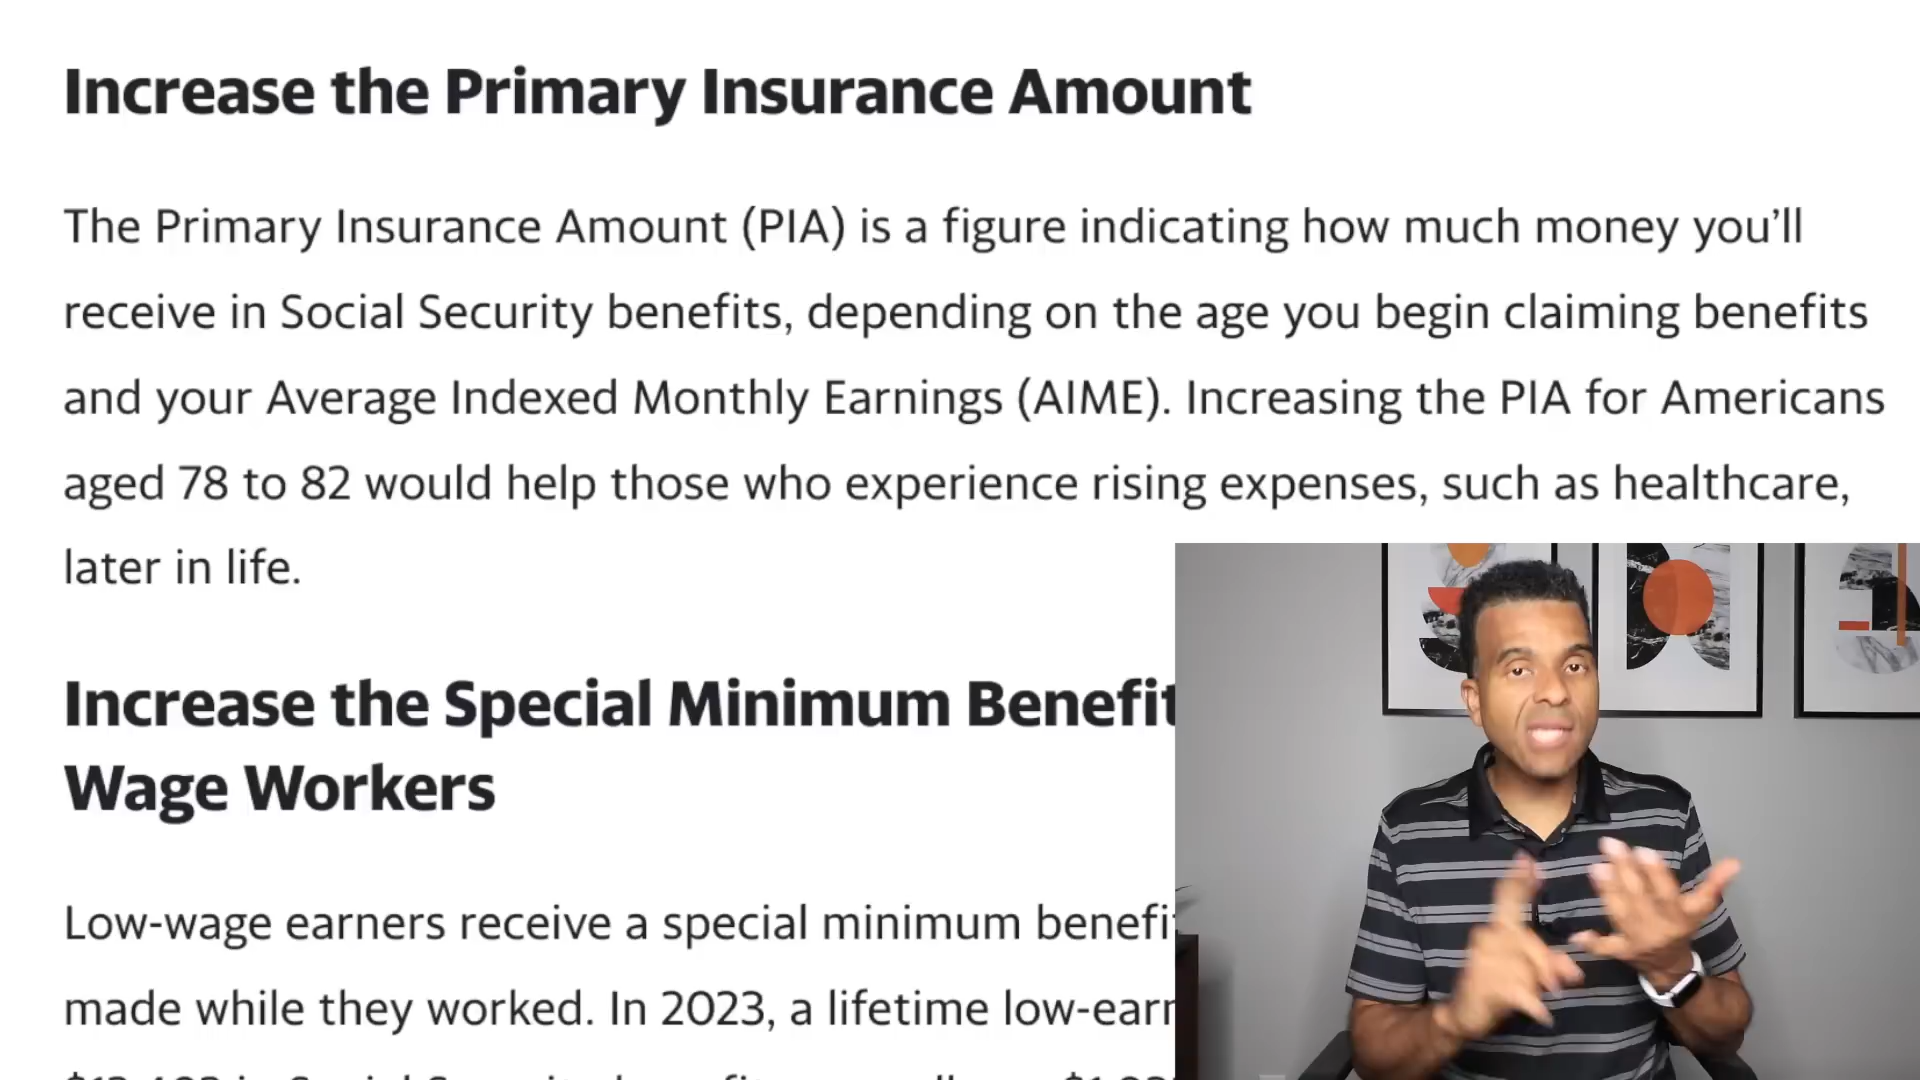 Increase the Primary Insurance Amount
The Primary Insurance Amount (PIA) is a figure indicating how much money you’ll
receive in Social Security benefits, depending on the age you begin claiming benefits
and your Average Indexed Monthly Earnings (AIME). Increasing the PIA for Americans
aged 78 to 82 would help those who experience rising expenses, such as healthcare,
later in life.
Increase the Special Minimum Benefit
Wage Workers
Low-wage earners receive a special minimum
made while they worked. In 2023, a lifetime